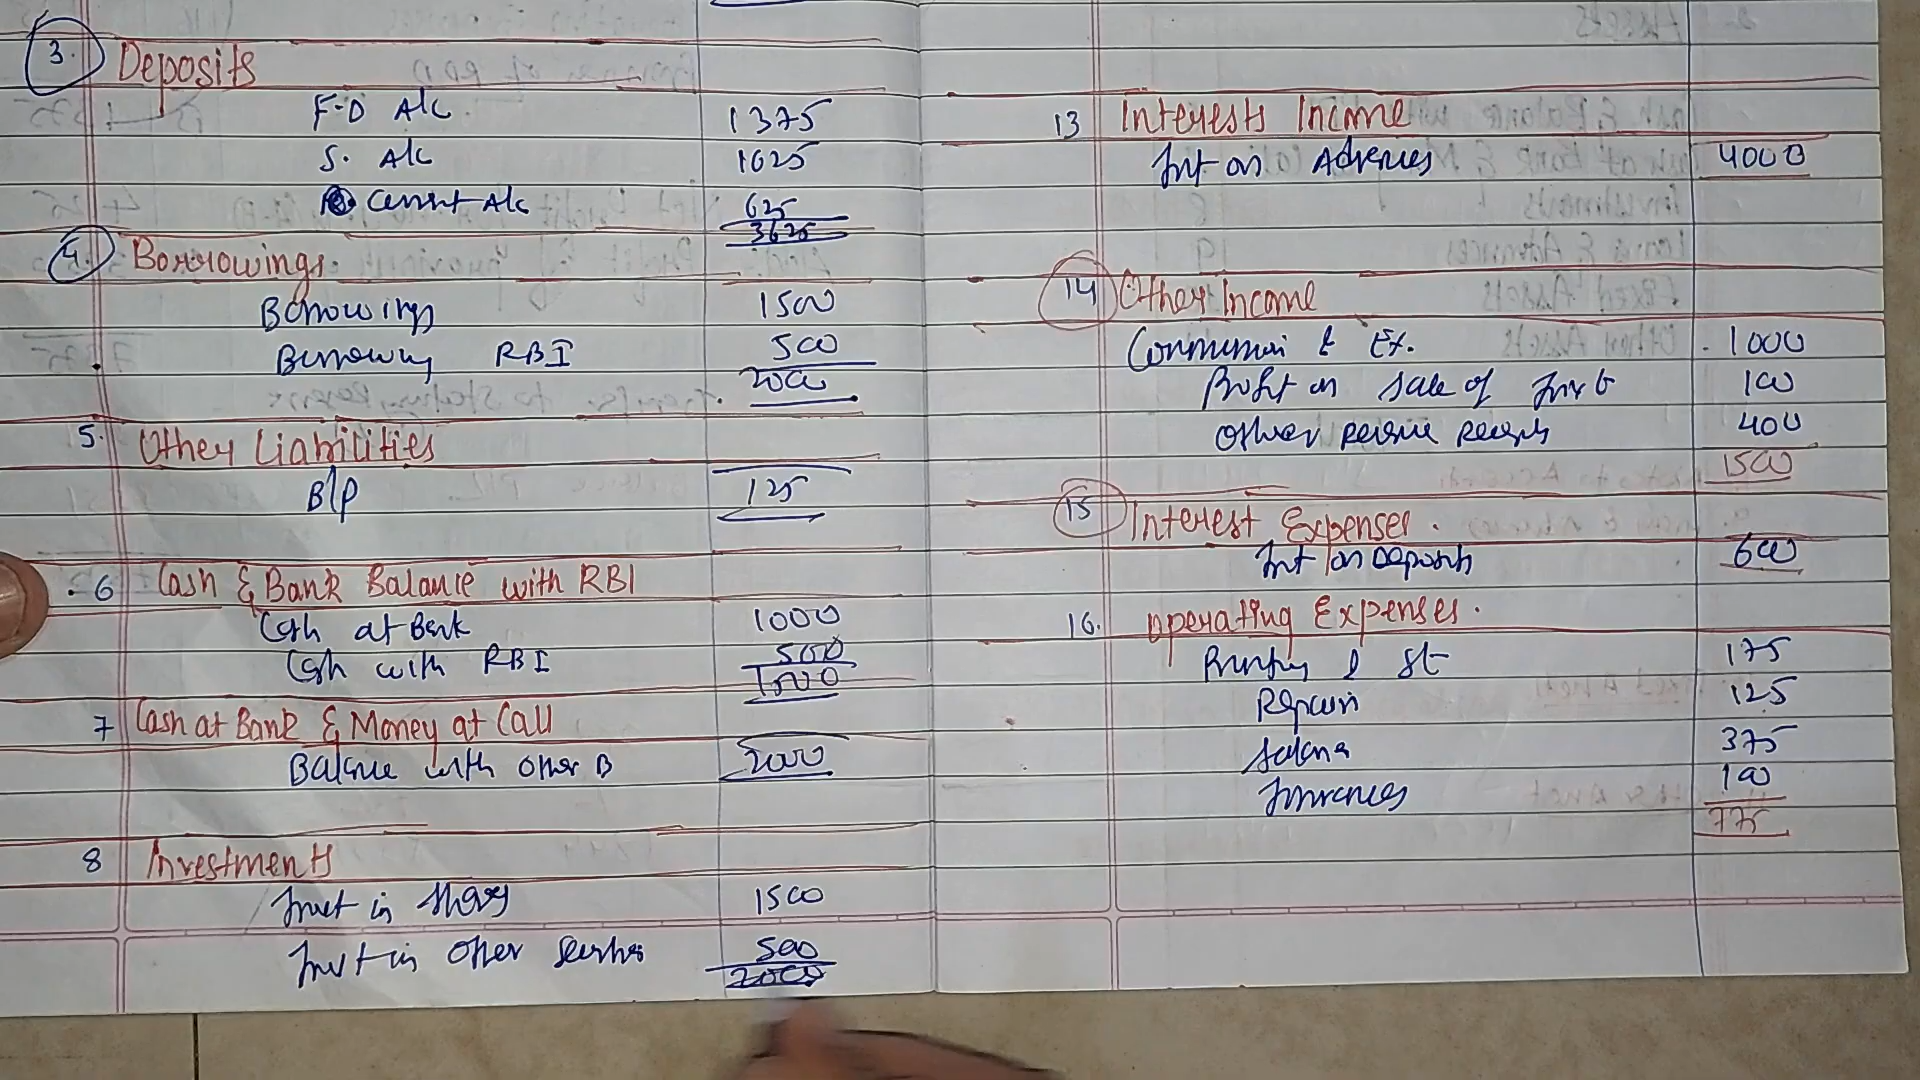 3. Deposits
F.D A/c 1375
S. A/c 1625
Current A/c 625
3625
4. Borrowings.
Borrowings 1500
Borrowing RBI 500
2000
5. Other Liabilities
B/P 125
6 Cash & Bank Balance with RBI
Cash at Bank 1000
Cash with RBI 500
1500
7 Cash at Bank & Money at Call
Balance with other B
8 Investments
Invt in Shares 1500
Invt in other Securities 500
2000
13 Interests Income
Int on Advances 4000
14 Other Income
Commission & Ex. 1000
Profit on Sale of Invt 100
Other revenue Receipts 400
1500
15 Interest Expenses.
Int on Deposits 600
16. Operating Expenses.
Printing & St 175
Repairs 125
Salaries 375
Insurances 100
775